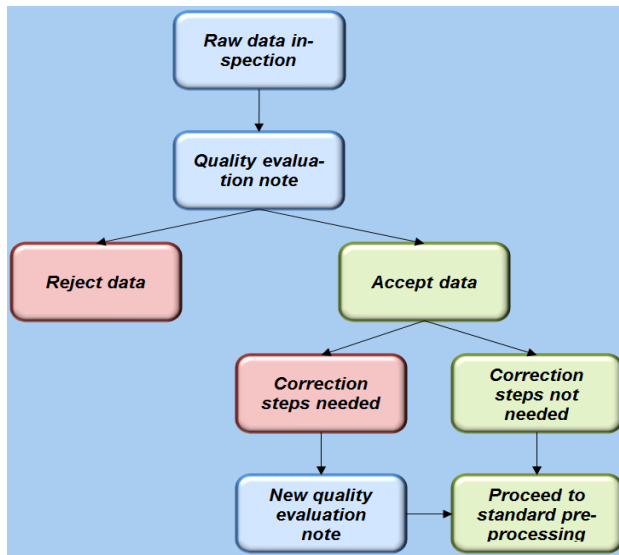 Raw data in-
spection
Quality evalua-
tion note
Reject data
Accept data
Correction
steps needed
Correction
steps not
needed
New quality
evaluation
note
Proceed to
standard pre-
processing